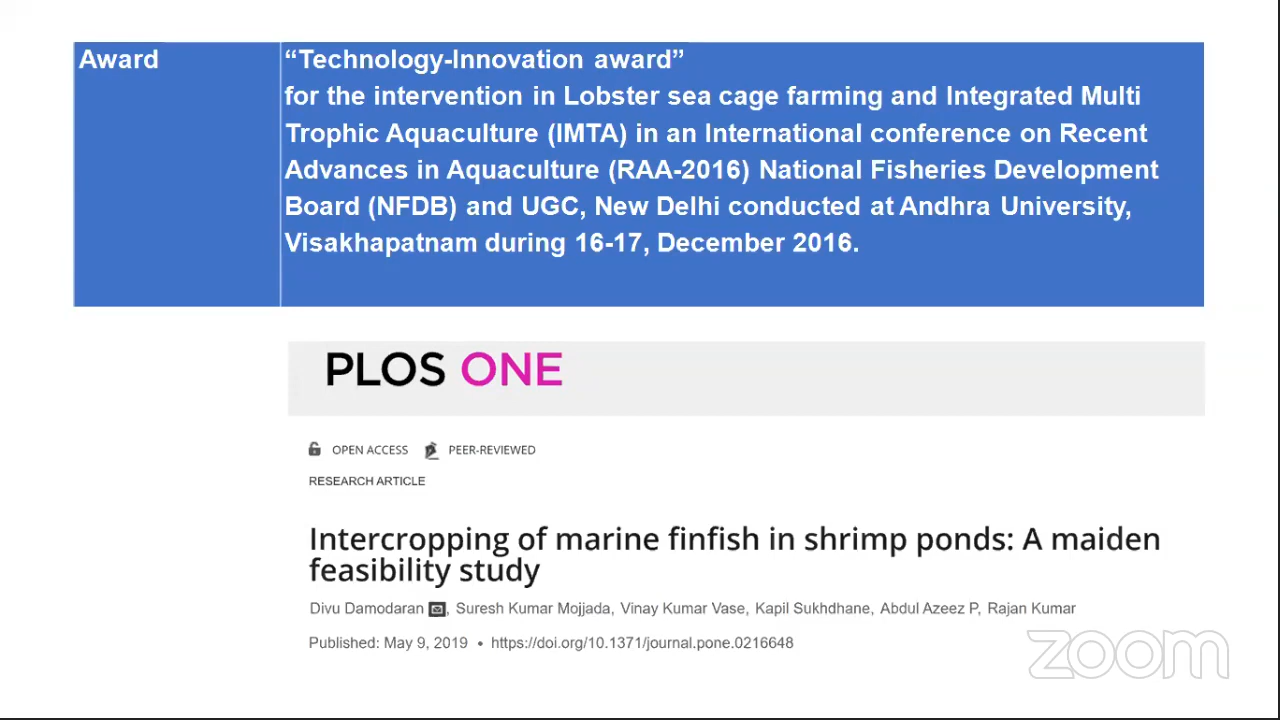 Award
“Technology-Innovation award”
for the intervention in Lobster sea cage farming and Integrated Multi
Trophic Aquaculture (IMTA) in an International conference on Recent
Advances in Aquaculture (RAA-2016) National Fisheries Development
Board (NFDB) and UGC, New Delhi conducted at Andhra University,
Visakhapatnam during 16-17, December 2016.
PLOS ONE
OPEN ACCESS PEER-REVIEWED
RESEARCH ARTICLE
Intercropping of marine finfish in shrimp ponds: A maiden
feasibility study
Divu Damodaran, Suresh Kumar Mojjada, Vinay Kumar Vase, Kapil Sukhdhane, Abdul Azeez P, Rajan Kumar
Published: May 9, 2019 • https://doi.org/10.1371/journal.pone.0216648
zoom